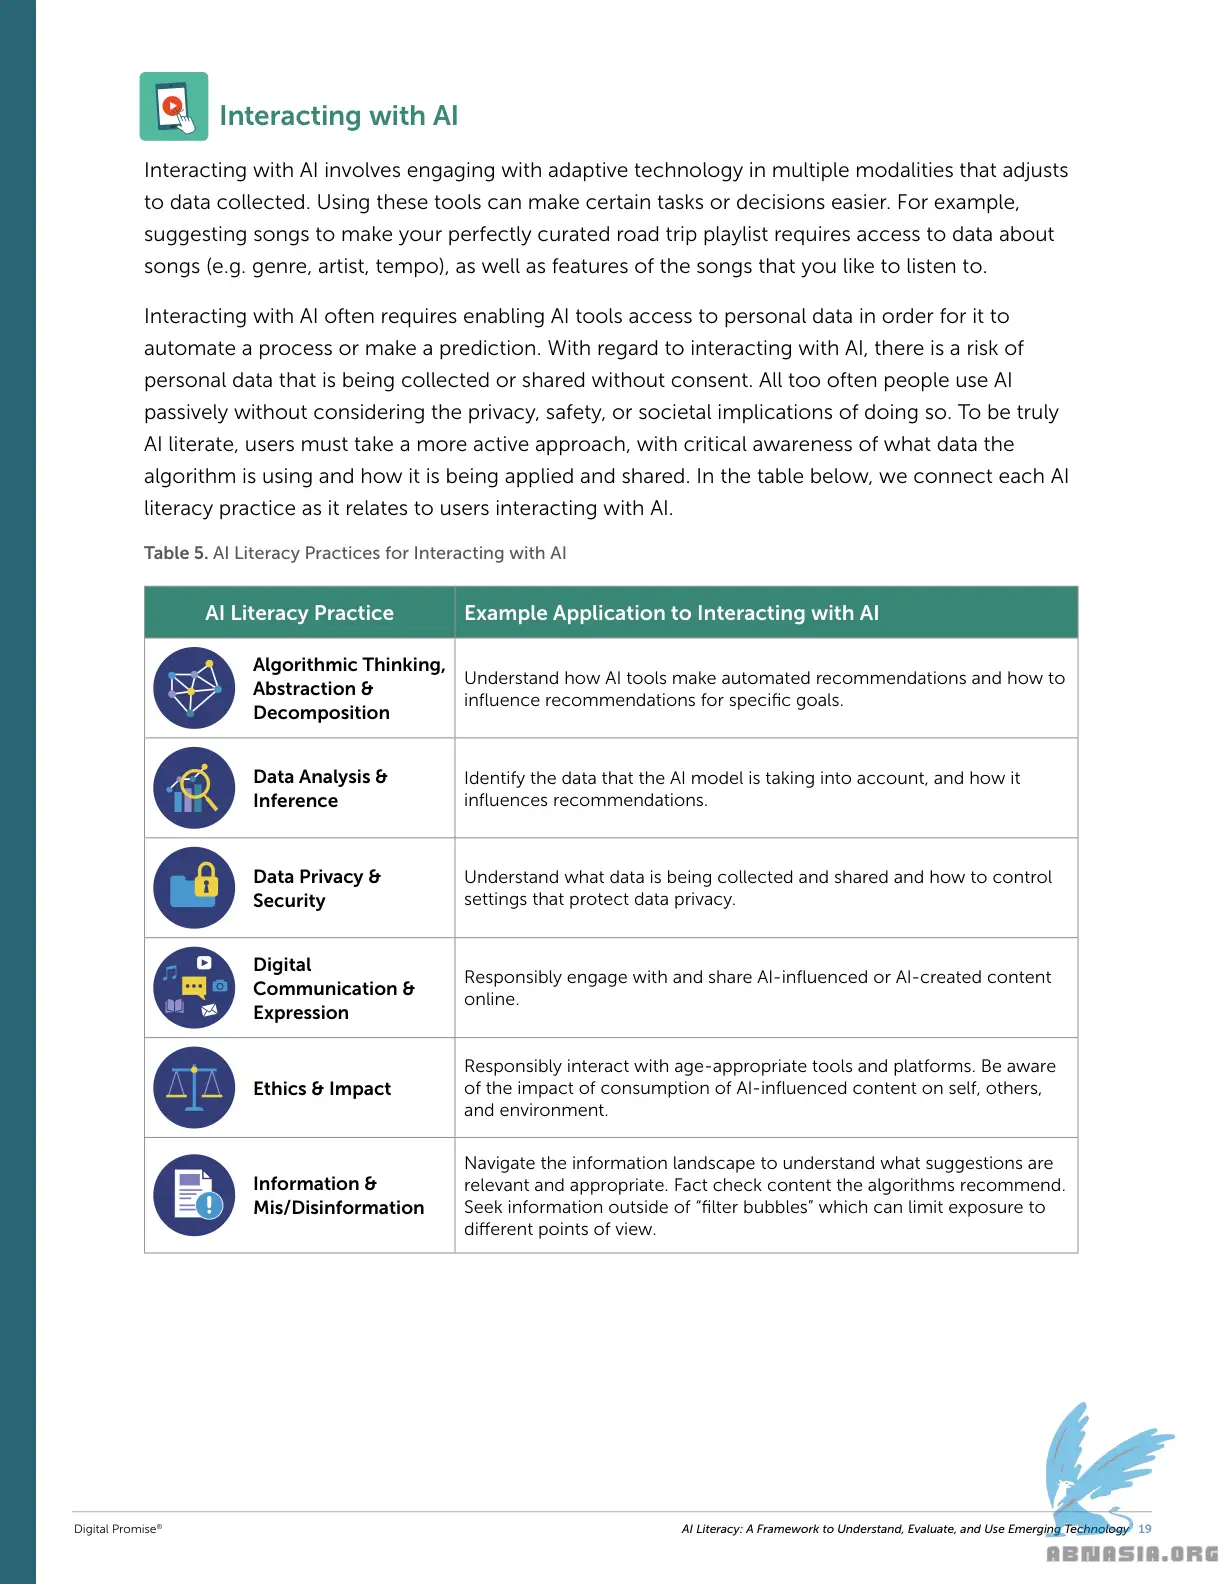 Interacting with AI
Interacting with AI involves engaging with adaptive technology in multiple modalities that adjusts
to data collected. Using these tools can make certain tasks or decisions easier. For example,
suggesting songs to make your perfectly curated road trip playlist requires access to data about
songs (e.g. genre, artist, tempo), as well as features of the songs that you like to listen to.
Interacting with AI often requires enabling AI tools access to personal data in order for it to
automate a process or make a prediction. With regard to interacting with AI, there is a risk of
personal data that is being collected or shared without consent. All too often people use AI
passively without considering the privacy, safety, or societal implications of doing so. To be truly
AI literate, users must take a more active approach, with critical awareness of what data the
algorithm is using and how it is being applied and shared. In the table below, we connect each AI
literacy practice as it relates to users interacting with AI.
Table 5. AI Literacy Practices for Interacting with AI
AI Literacy Practice
Example Application to Interacting with AI
Algorithmic Thinking,
Abstraction &
Decomposition
Understand how AI tools make automated recommendations and how to
influence recommendations for specific goals.
Data Analysis &
Inference
Identify the data that the AI model is taking into account, and how it
influences recommendations.
Data Privacy &
Security
Understand what data is being collected and shared and how to control
settings that protect data privacy.
Digital
Communication &
Expression
Responsibly engage with and share AI-influenced or AI-created content
online.
Ethics & Impact
Responsibly interact with age-appropriate tools and platforms. Be aware
of the impact of consumption of AI-influenced content on self, others,
and environment.
Information &
Mis/Disinformation
Navigate the information landscape to understand what suggestions are
relevant and appropriate. Fact check content the algorithms recommend.
Seek information outside of “filter bubbles” which can limit exposure to
different points of view.
Digital Promise®
AI Literacy: A Framework to Understand, Evaluate, and Use Emerging Technology 19
ABNASIA.ORG